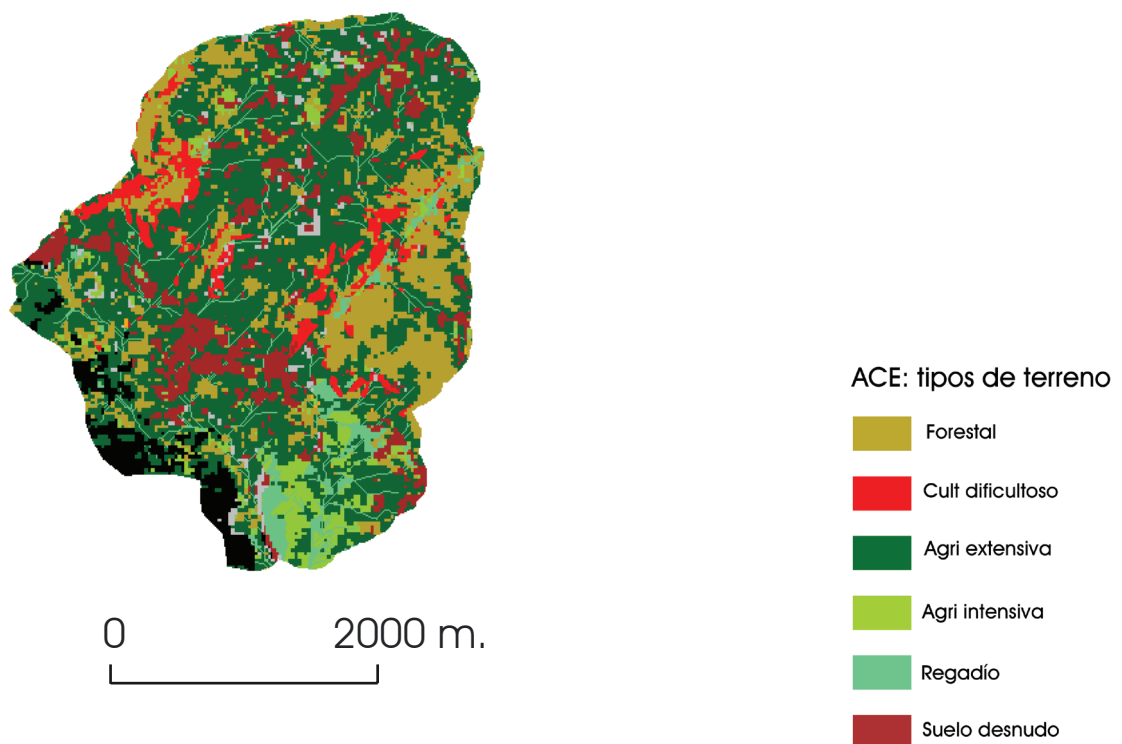 ACE: tipos de terreno
Forestal
Cult dificultoso
Agri extensiva
Agri intensiva
Regadío
Suelo desnudo
0 2000 m.